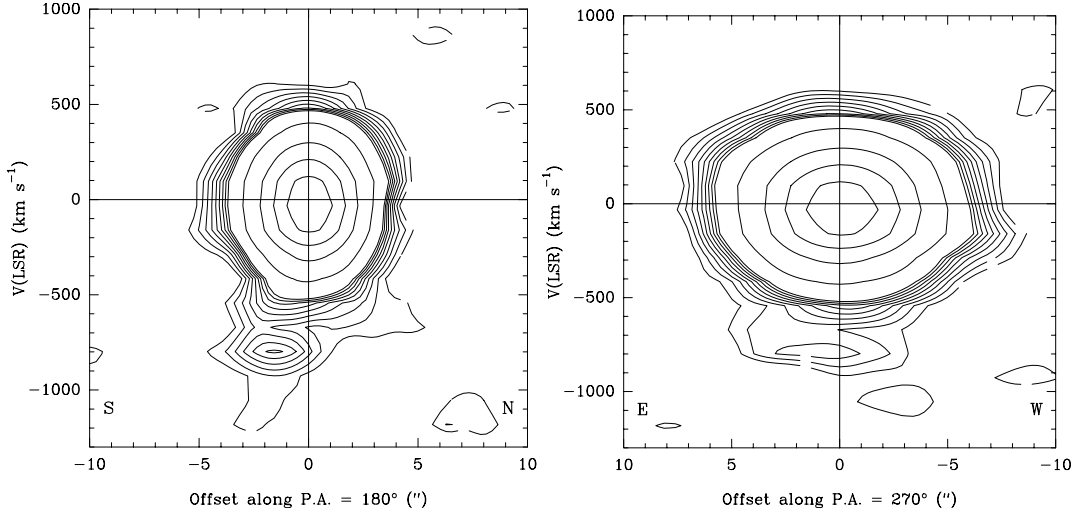 1000
500
0
−500
−1000
V(LSR) (km s⁻¹)
S
N
−10
−5
0
5
10
Offset along P.A. = 180° (″)
1000
500
0
−500
−1000
V(LSR) (km s⁻¹)
E
W
10
5
0
−5
−10
Offset along P.A. = 270° (″)